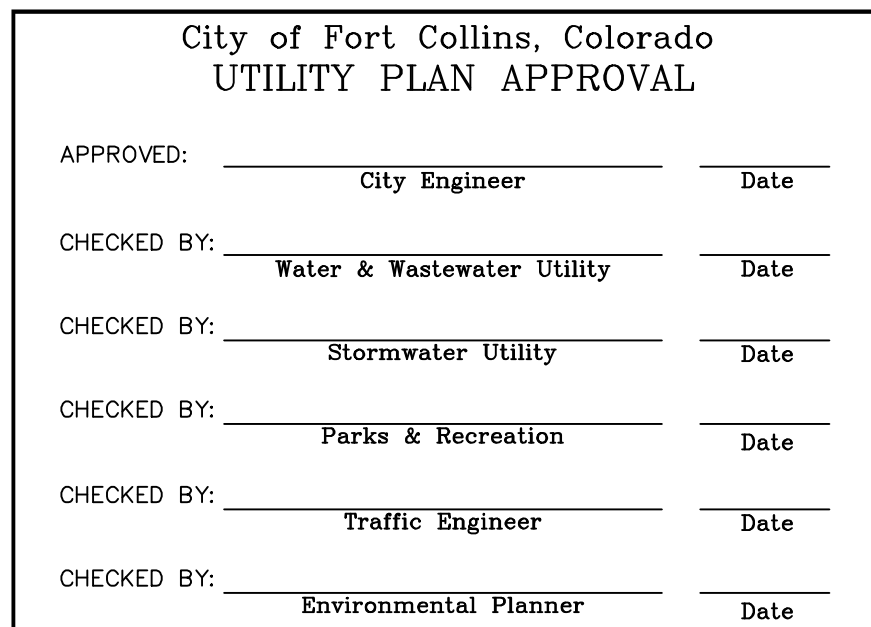 City of Fort Collins, Colorado
UTILITY PLAN APPROVAL
APPROVED:
City Engineer Date
CHECKED BY:
Water & Wastewater Utility Date
CHECKED BY:
Stormwater Utility Date
CHECKED BY:
Parks & Recreation Date
CHECKED BY:
Traffic Engineer Date
CHECKED BY:
Environmental Planner Date